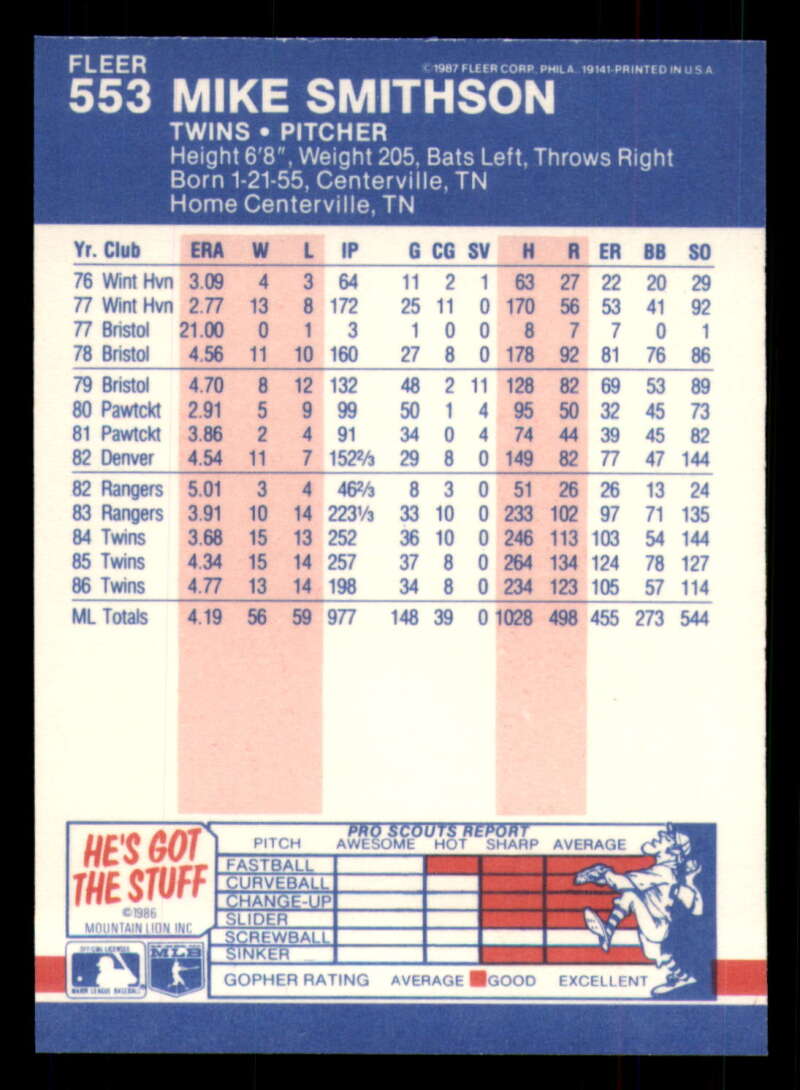 FLEER ©1987 FLEER CORP., PHILA. 19141-PRINTED IN U.S.A.
553 MIKE SMITHSON
TWINS • PITCHER
Height 6'8", Weight 205, Bats Left, Throws Right
Born 1-21-55, Centerville, TN
Home Centerville, TN
Yr. Club ERA W L IP G CG SV H R ER BB SO
76 Wint Hvn 3.09 4 3 64 11 2 1 63 27 22 20 29
77 Wint Hvn 2.77 13 8 172 25 11 0 170 56 53 41 92
77 Bristol 21.00 0 1 3 1 0 0 8 7 7 0 1
78 Bristol 4.56 11 10 160 27 8 0 178 92 81 76 86
79 Bristol 4.70 8 12 132 48 2 11 128 82 69 53 89
80 Pawtckt 2.91 5 9 99 50 1 4 95 50 32 45 73
81 Pawtckt 3.86 2 4 91 34 0 4 74 44 39 45 82
82 Denver 4.54 11 7 152⅔ 29 8 0 149 82 77 47 144
82 Rangers 5.01 3 4 46⅔ 8 3 0 51 26 26 13 24
83 Rangers 3.91 10 14 223⅓ 33 10 0 233 102 97 71 135
84 Twins 3.68 15 13 252 36 10 0 246 113 103 54 144
85 Twins 4.34 15 14 257 37 8 0 264 134 124 78 127
86 Twins 4.77 13 14 198 34 8 0 234 123 105 57 114
ML Totals 4.19 56 59 977 148 39 0 1028 498 455 273 544
HE'S GOT
THE STUFF
©1986
MOUNTAIN LION INC
OFFICIAL LICENSEE
MAJOR LEAGUE BASEBALL
MLB
PRO SCOUTS REPORT
PITCH AWESOME HOT SHARP AVERAGE
FASTBALL
CURVEBALL
CHANGE-UP
SLIDER
SCREWBALL
SINKER
GOPHER RATING AVERAGE GOOD EXCELLENT